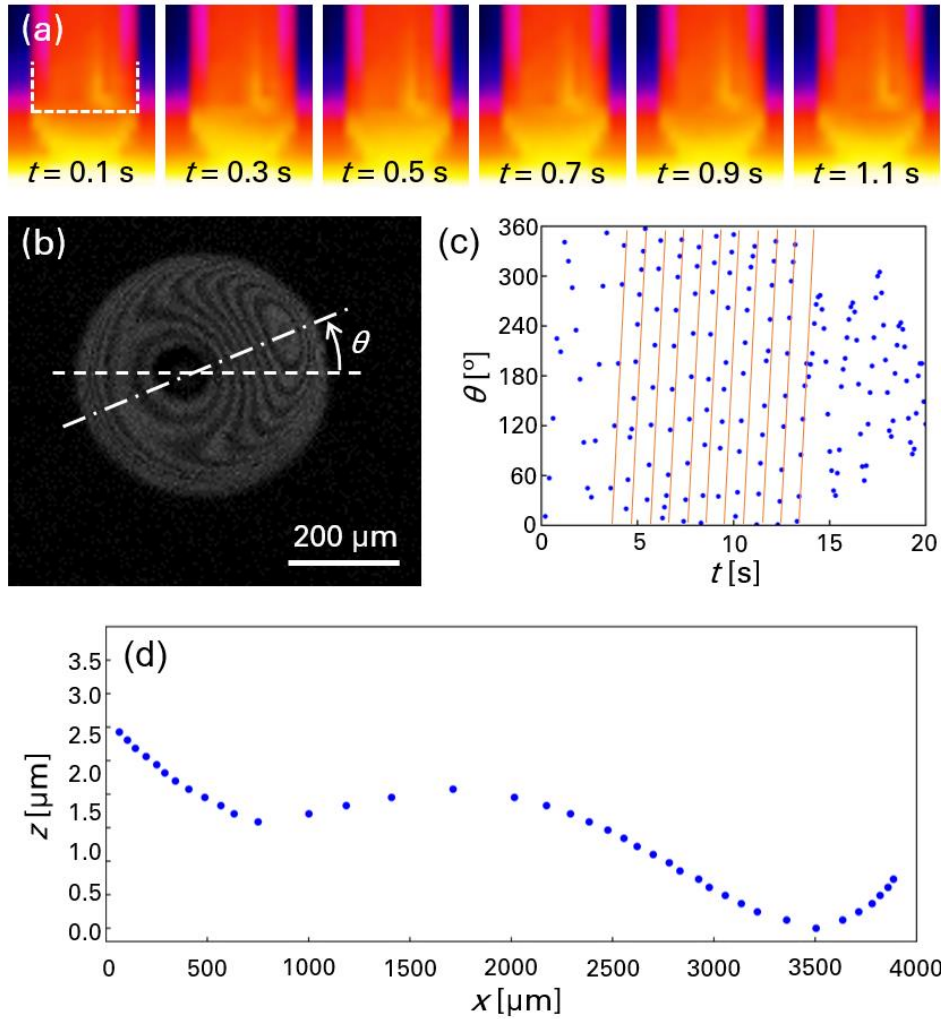 (a)
t = 0.1 s
t = 0.3 s
t = 0.5 s
t = 0.7 s
t = 0.9 s
t = 1.1 s
(b)
θ
200 µm
(c)
360
300
240
180
120
60
0
θ [°]
0
5
10
15
20
t [s]
(d)
3.5
3.0
2.5
2.0
1.5
1.0
0.5
0.0
z [µm]
0
500
1000
1500
2000
2500
3000
3500
4000
x [µm]